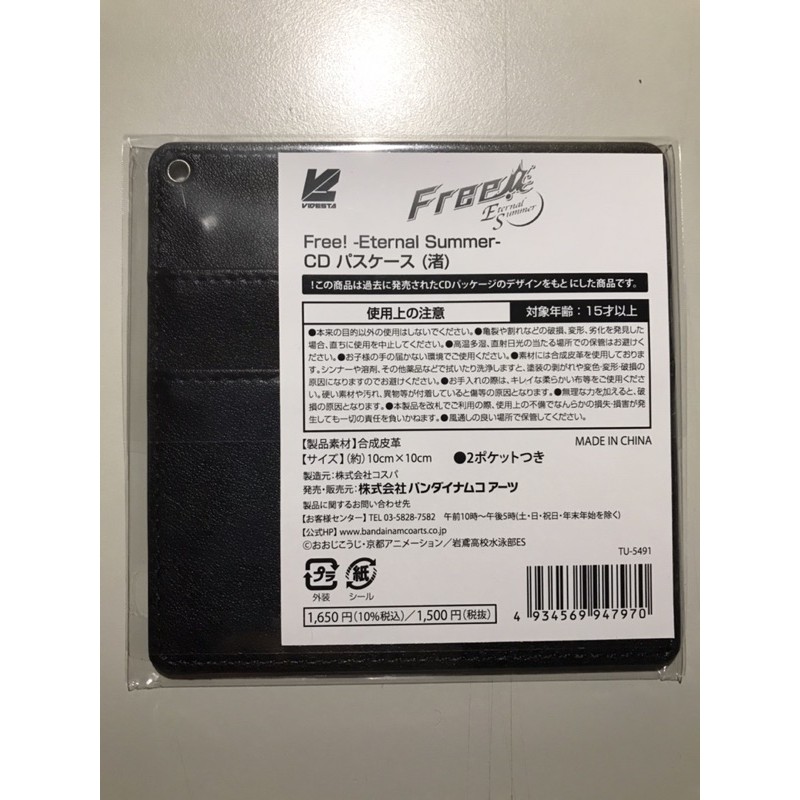 VIDESTA
Free!
Eternal
Summer
Free! -Eternal Summer-
CD パスケース (渚)
！この商品は過去に発売されたCDパッケージのデザインをもとにした商品です。
使用上の注意
対象年齢：15才以上
●本来の目的以外の使用はしないでください。●亀裂や割れなどの破損、変形、劣化を発見した
場合、直ちに使用を中止してください。●高温多湿、直射日光の当たる場所での保管はお避けく
ださい。●お子様の手の届かない環境でご使用ください。●素材には合成皮革を使用しておりま
す。シンナーや溶剤、その他薬品などで拭いたり洗浄しますと、塗装の剥がれや変色・変形・破損の
原因になりますのでお避けください。●お手入れの際は、キレイな柔らかい布等をご使用くださ
い。硬い素材や汚れ、異物等が付着していると傷等の原因となります。●無理な力を加えると、破
損の原因となります。●本製品を改札でご利用の際、使用上の不備でなんらかの損失・損害が発
生しても一切の責任を負いかねます。●風通しの良い場所で保管してください。
【製品素材】合成皮革
MADE IN CHINA
【サイズ】(約)10cm×10cm ●2ポケットつき
製造元：株式会社コスパ
発売・販売元：株式会社 バンダイナムコ アーツ
製品に関するお問い合わせ先
【お客様センター】TEL 03-5828-7582 午前10時〜午後5時(土・日・祝日・年末年始を除く)
【公式HP】www.bandainamcoarts.co.jp
©おおじこうじ・京都アニメーション／岩鳶高校水泳部ES
TU-5491
プラ
外装
紙
シール
1,650円(10%税込)／1,500円(税抜)
4 934569 947970